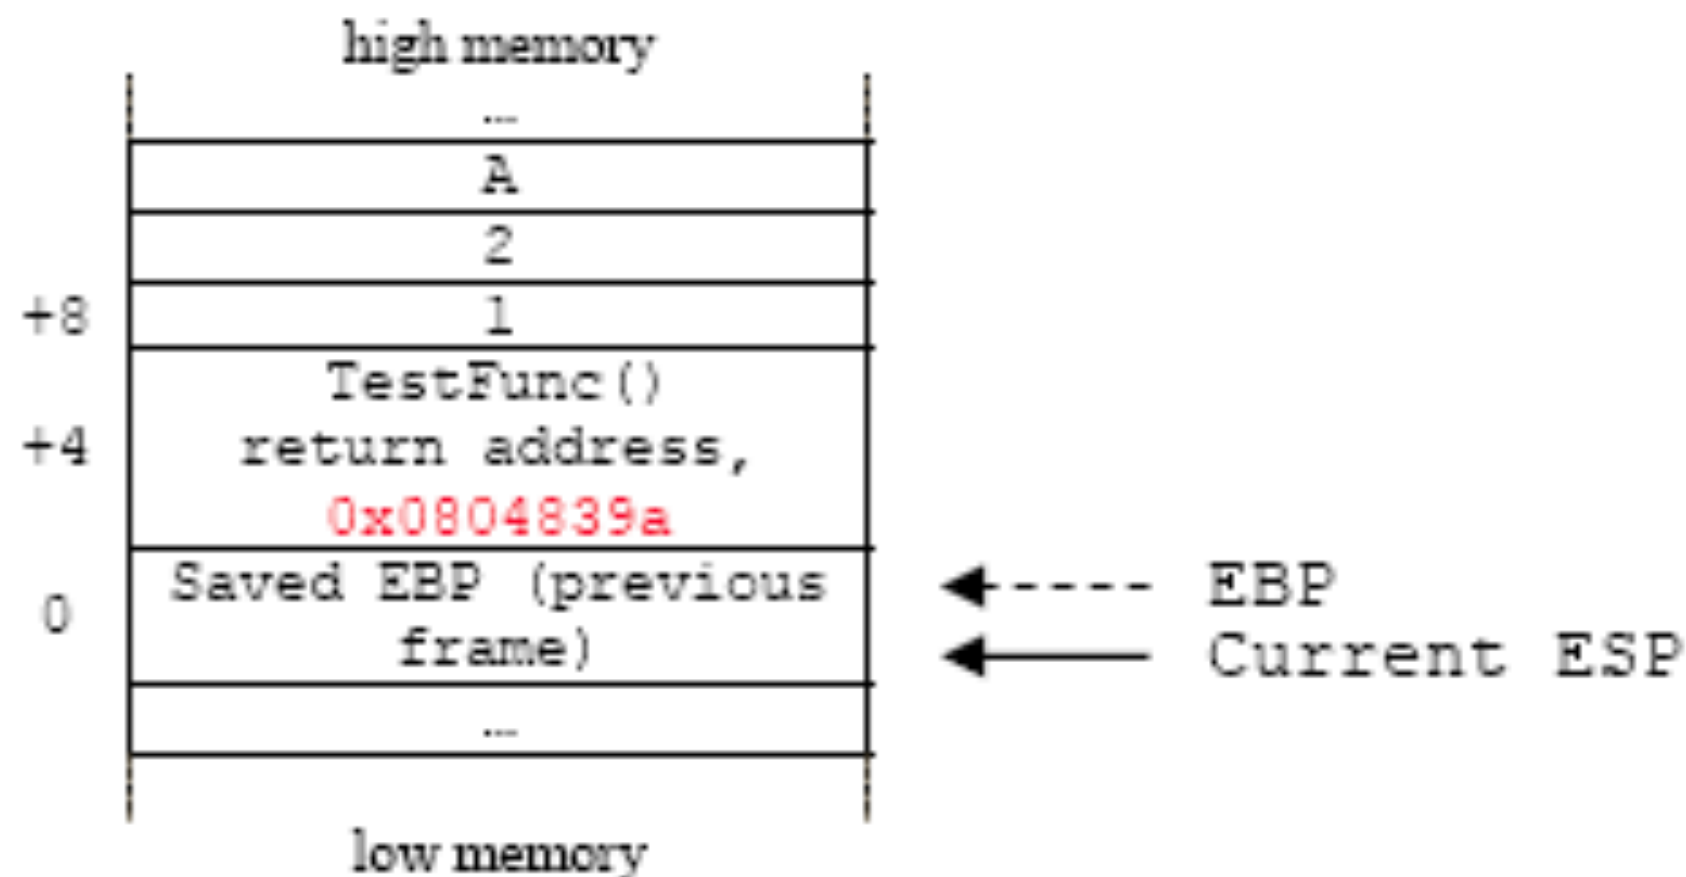 high memory
...
A
2
+8 1
TestFunc()
+4 return address,
0x0804839a
Saved EBP (previous EBP
0
frame) Current ESP
...
low memory